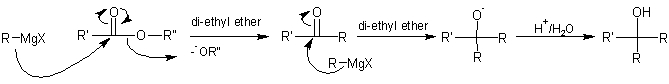 R-MgX
R'
O
O
R"
di-ethyl ether
-⁻OR"
O
R'
R
R-MgX
di-ethyl ether
O⁻
R'
R
R
H⁺/H2O
OH
R'
R
R